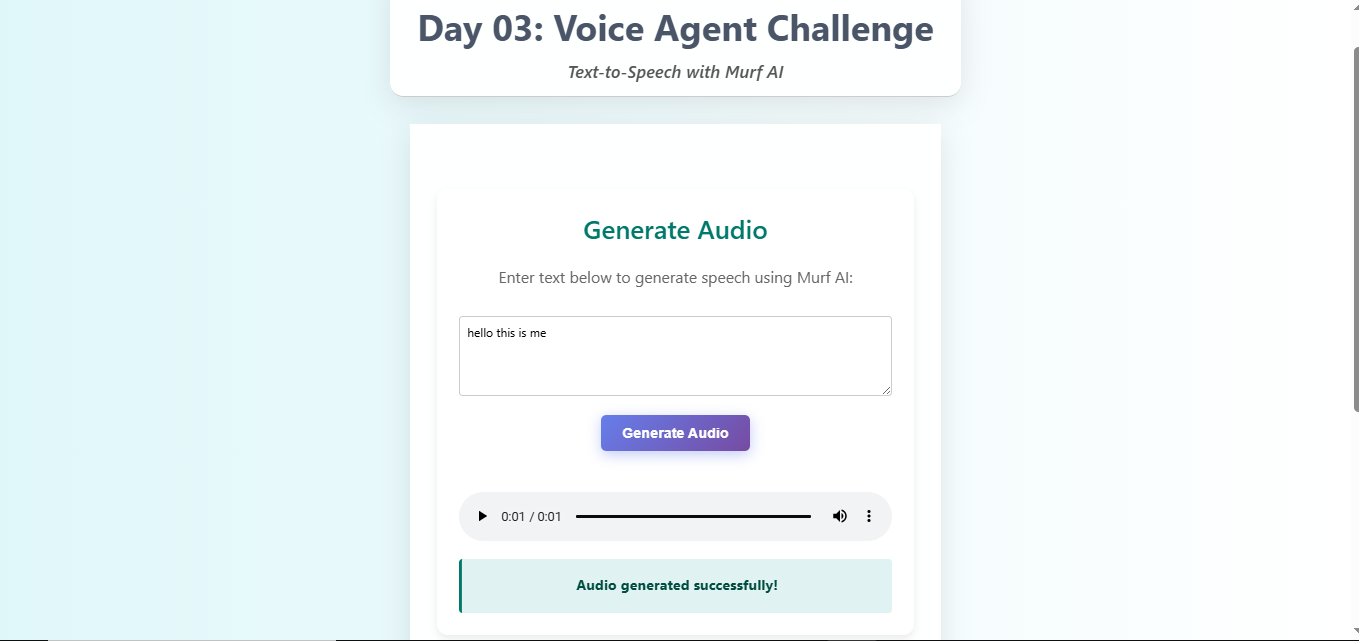 Day 03: Voice Agent Challenge
Text-to-Speech with Murf AI
Generate Audio
Enter text below to generate speech using Murf AI:
hello this is me
Generate Audio
0:01 / 0:01
Audio generated successfully!